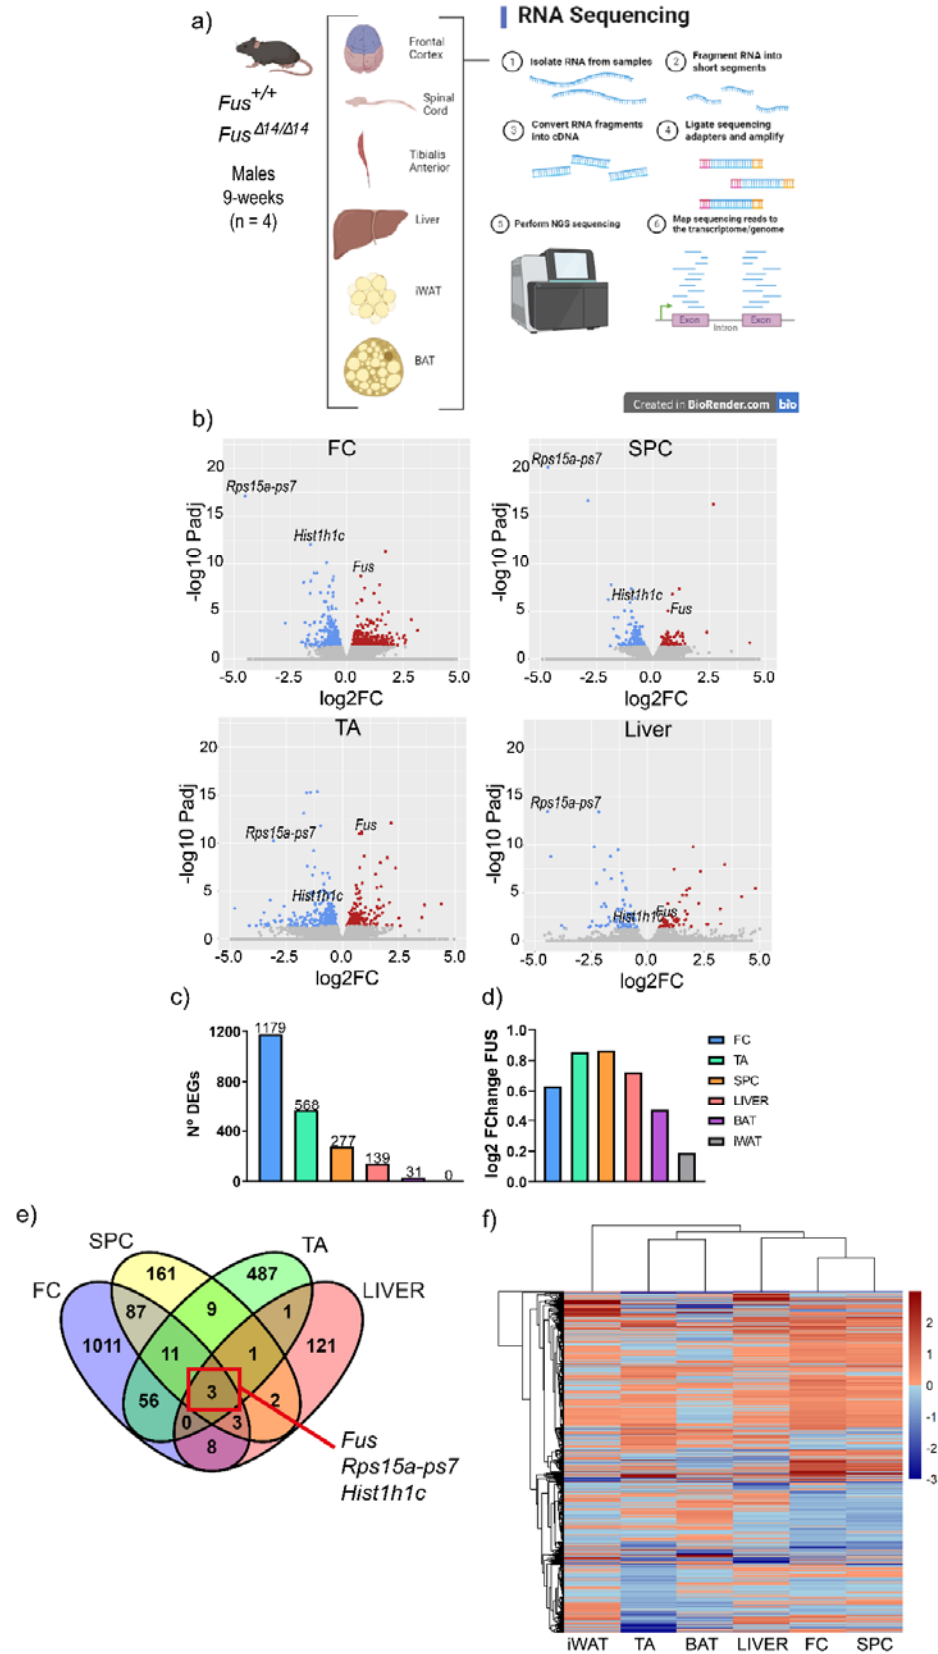 a)
RNA Sequencing
Fus+/+
FusΔ14/Δ14
Males
9-weeks
(n = 4)
Frontal
Cortex
Spinal
Cord
Tibialis
Anterior
Liver
iWAT
BAT
1 Isolate RNA from samples
2 Fragment RNA into
short segments
3 Convert RNA fragments
into cDNA
4 Ligate sequencing
adapters and amplify
5 Perform NGS sequencing
6 Map sequencing reads to
the transcriptome/genome
Exon
Intron
Exon
Created in BioRender.com bio
b)
FC
-log10 Padj
20
15
10
5
0
Rps15a-ps7
Hist1h1c
Fus
-5.0 -2.5 0.0 2.5 5.0
log2FC
SPC
-log10 Padj
20
15
10
5
0
Rps15a-ps7
Hist1h1c
Fus
-5.0 -2.5 0.0 2.5 5.0
log2FC
TA
-log10 Padj
20
15
10
5
0
Rps15a-ps7
Fus
Hist1h1c
-5.0 -2.5 0.0 2.5 5.0
log2FC
Liver
-log10 Padj
20
15
10
5
0
Rps15a-ps7
Hist1h1c
Fus
-5.0 -2.5 0.0 2.5 5.0
log2FC
c)
Nº DEGs
1200
800
400
0
1179
568
277
139
31
0
d)
log2 FChange FUS
1.0
0.8
0.6
0.4
0.2
0.0
FC
TA
SPC
LIVER
BAT
iWAT
e)
SPC
TA
FC
LIVER
161
487
87
9
1
1011
11
1
121
56
3
2
0
3
8
Fus
Rps15a-ps7
Hist1h1c
f)
2
1
0
-1
-2
-3
iWAT TA BAT LIVER FC SPC